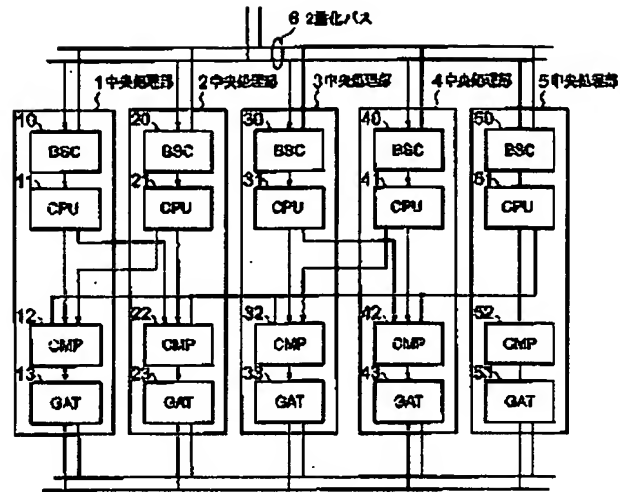 6 2重化バス
1中央処理部 2中央処理部 3中央処理部 4中央処理部 5中央処理部
10 20 30 40 50
BSC BSC BSC BSC BSC
11 21 31 41 51
CPU CPU CPU CPU CPU
12 22 32 42 52
CMP CMP CMP CMP CMP
13 23 33 43 53
GAT GAT GAT GAT GAT